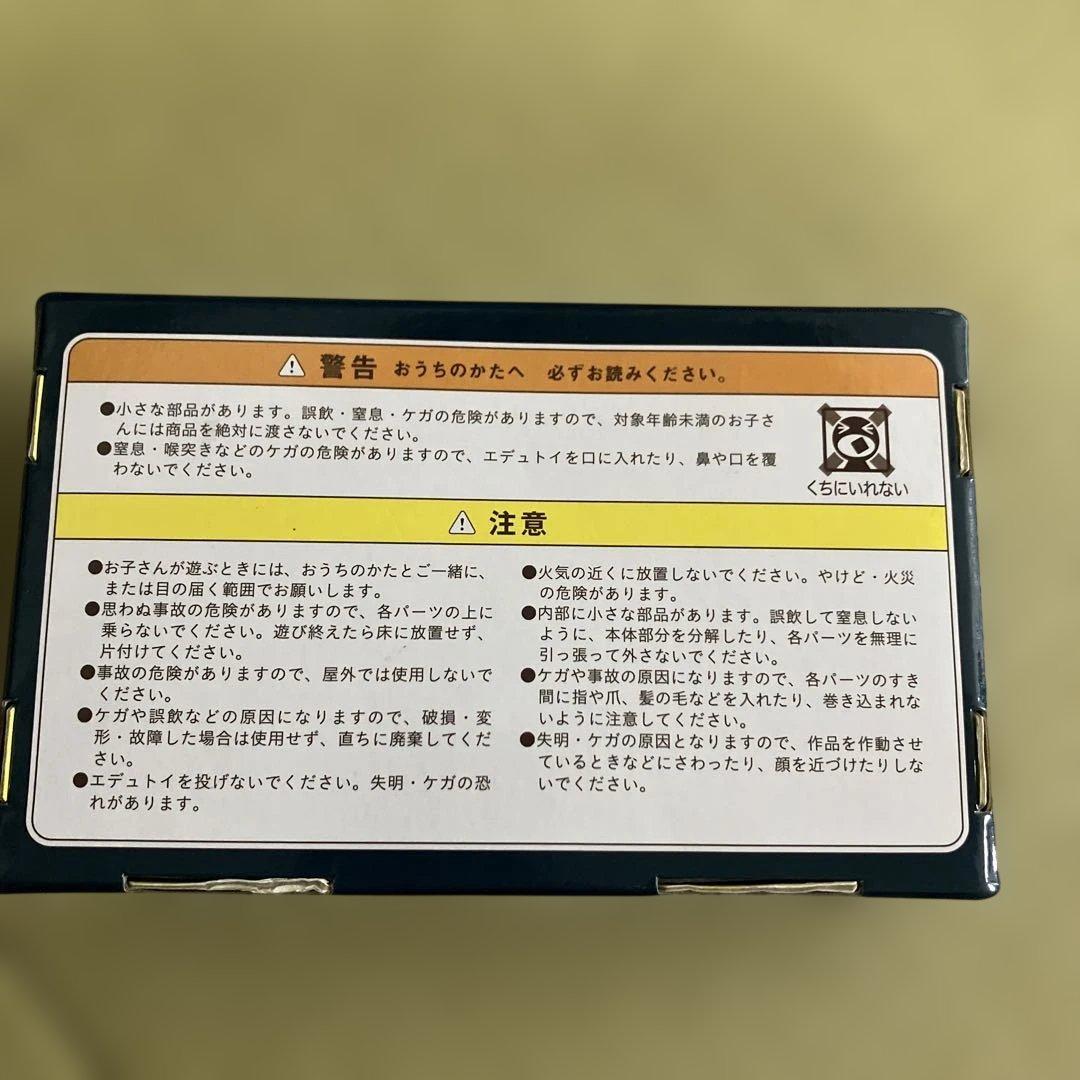 警告 おうちのかたへ 必ずお読みください。
●小さな部品があります。誤飲・窒息・ケガの危険がありますので、対象年齢未満のお子さ
んには商品を絶対に渡さないでください。
●窒息・喉突きなどのケガの危険がありますので、エデュトイを口に入れたり、鼻や口を覆
わないでください。
くちにいれない
注意
●お子さんが遊ぶときには、おうちのかたとご一緒に、
または目の届く範囲でお願いします。
●思わぬ事故の危険がありますので、各パーツの上に
乗らないでください。遊び終えたら床に放置せず、
片付けてください。
●事故の危険がありますので、屋外では使用しないで
ください。
●ケガや誤飲などの原因になりますので、破損・変
形・故障した場合は使用せず、直ちに廃棄してくだ
さい。
●エデュトイを投げないでください。失明・ケガの恐
れがあります。
●火気の近くに放置しないでください。やけど・火災
の危険があります。
●内部に小さな部品があります。誤飲して窒息しない
ように、本体部分を分解したり、各パーツを無理に
引っ張って外さないでください。
●ケガや事故の原因になりますので、各パーツのすき
間に指や爪、髪の毛などを入れたり、巻き込まれな
いように注意してください。
●失明・ケガの原因となりますので、作品を作動させ
ているときなどにさわったり、顔を近づけたりしな
いでください。